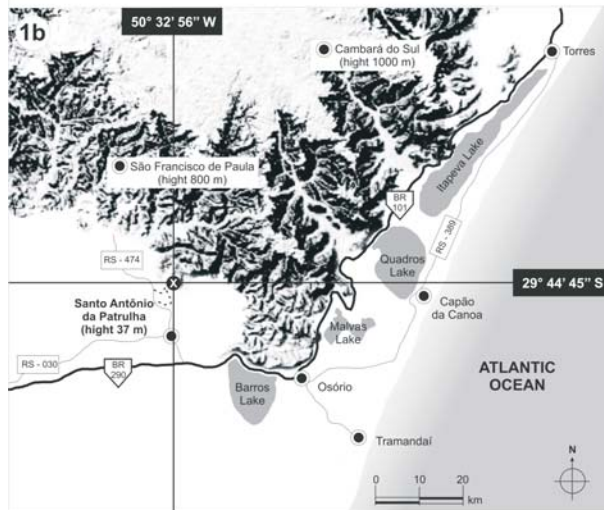 1b
50° 32' 56" W
Cambará do Sul
(hight 1000 m)
Torres
São Francisco de Paula
(hight 800 m)
Itapeva Lake
BR
101
RS - 389
RS - 474
Quadros
Lake
X
29° 44' 45" S
Santo Antônio
da Patrulha
(hight 37 m)
Capão
da Canoa
Malvas
Lake
RS - 030
BR
290
Barros
Lake
Osório
ATLANTIC
OCEAN
Tramandaí
N
0 10 20
km